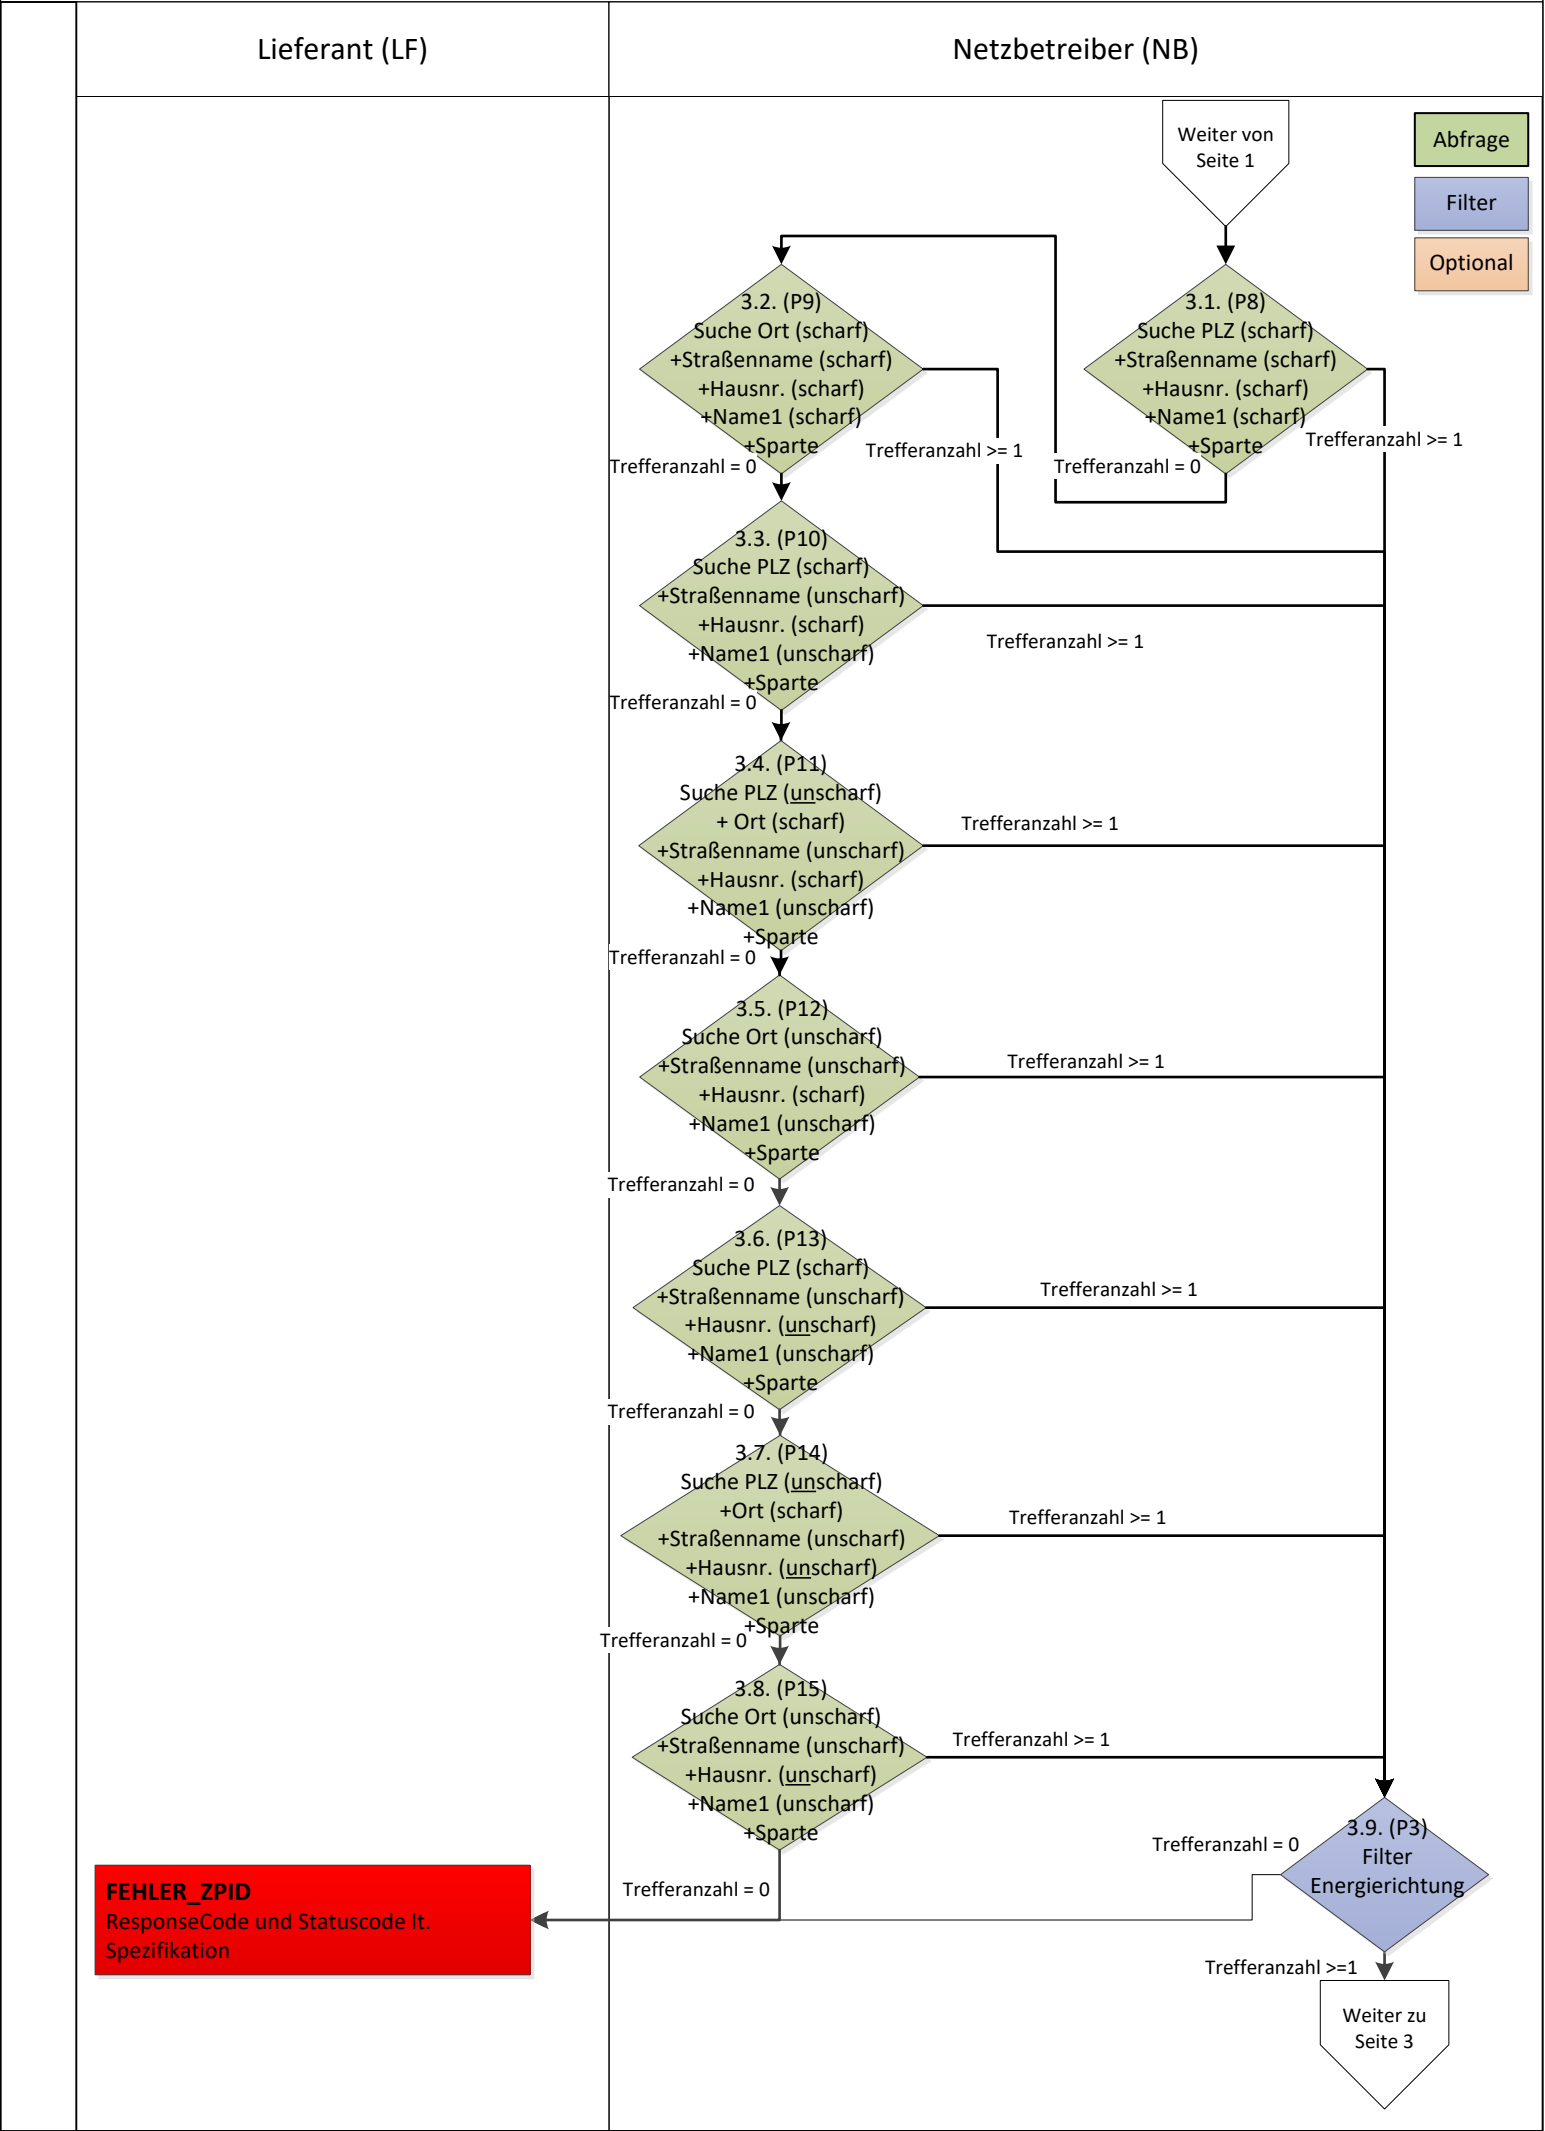 Lieferant (LF)
Netzbetreiber (NB)
Weiter von
Seite 1
Abfrage
Filter
Optional
3.1. (P8)
Suche PLZ (scharf)
+Straßenname (scharf)
+Hausnr. (scharf)
+Name1 (scharf)
+Sparte
Trefferanzahl >= 1
Trefferanzahl = 0
3.2. (P9)
Suche Ort (scharf)
+Straßenname (scharf)
+Hausnr. (scharf)
+Name1 (scharf)
+Sparte
Trefferanzahl >= 1
Trefferanzahl = 0
3.3. (P10)
Suche PLZ (scharf)
+Straßenname (unscharf)
+Hausnr. (scharf)
+Name1 (unscharf)
+Sparte
Trefferanzahl >= 1
Trefferanzahl = 0
3.4. (P11)
Suche PLZ (unscharf)
+ Ort (scharf)
+Straßenname (unscharf)
+Hausnr. (scharf)
+Name1 (unscharf)
+Sparte
Trefferanzahl >= 1
Trefferanzahl = 0
3.5. (P12)
Suche Ort (unscharf)
+Straßenname (unscharf)
+Hausnr. (scharf)
+Name1 (unscharf)
+Sparte
Trefferanzahl >= 1
Trefferanzahl = 0
3.6. (P13)
Suche PLZ (scharf)
+Straßenname (unscharf)
+Hausnr. (unscharf)
+Name1 (unscharf)
+Sparte
Trefferanzahl >= 1
Trefferanzahl = 0
3.7. (P14)
Suche PLZ (unscharf)
+Ort (scharf)
+Straßenname (unscharf)
+Hausnr. (unscharf)
+Name1 (unscharf)
+Sparte
Trefferanzahl >= 1
Trefferanzahl = 0
3.8. (P15)
Suche Ort (unscharf)
+Straßenname (unscharf)
+Hausnr. (unscharf)
+Name1 (unscharf)
+Sparte
Trefferanzahl >= 1
Trefferanzahl = 0
3.9. (P3)
Filter
Energierichtung
Trefferanzahl = 0
Trefferanzahl >=1
FEHLER_ZPID
ResponseCode und Statuscode lt.
Spezifikation
Weiter zu
Seite 3